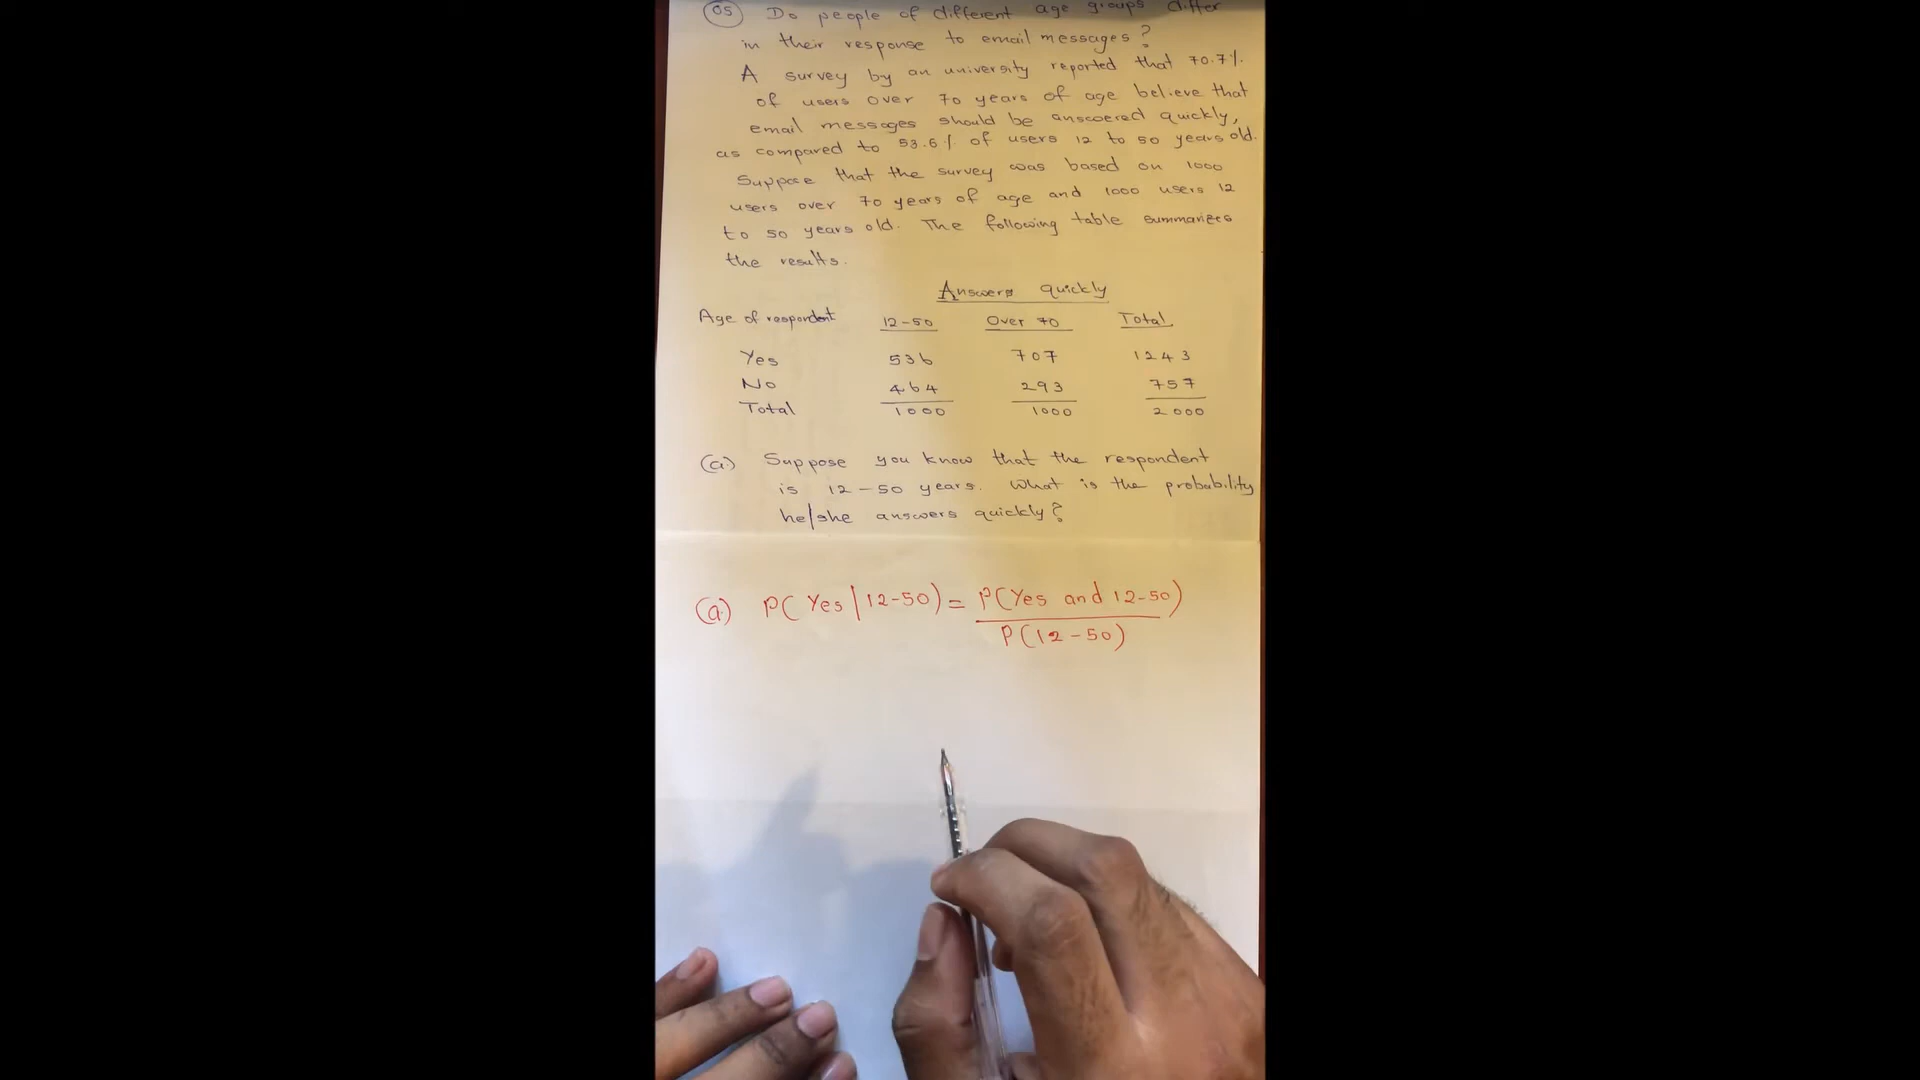 05 Do people of different age groups differ
in their response to email messages?
A survey by an university reported that 70.7%
of users over 70 years of age believe that
email messages should be answered quickly,
as compared to 53.6% of users 12 to 50 years old.
Suppose that the survey was based on 1000
users over 70 years of age and 1000 users 12
to 50 years old. The following table summarizes
the results.
Answers quickly
Age of respondent 12-50 Over 70 Total
Yes 536 707 1243
No 464 293 757
Total 1000 1000 2000
(a) Suppose you know that the respondent
is 12-50 years. What is the probability
he/she answers quickly?
(a) P(Yes|12-50) = P(Yes and 12-50)
P(12-50)